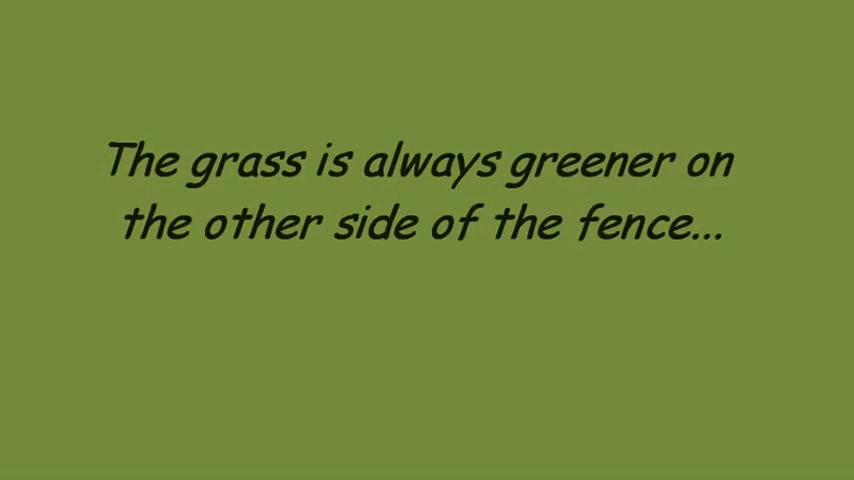 The grass is always greener on
the other side of the fence...